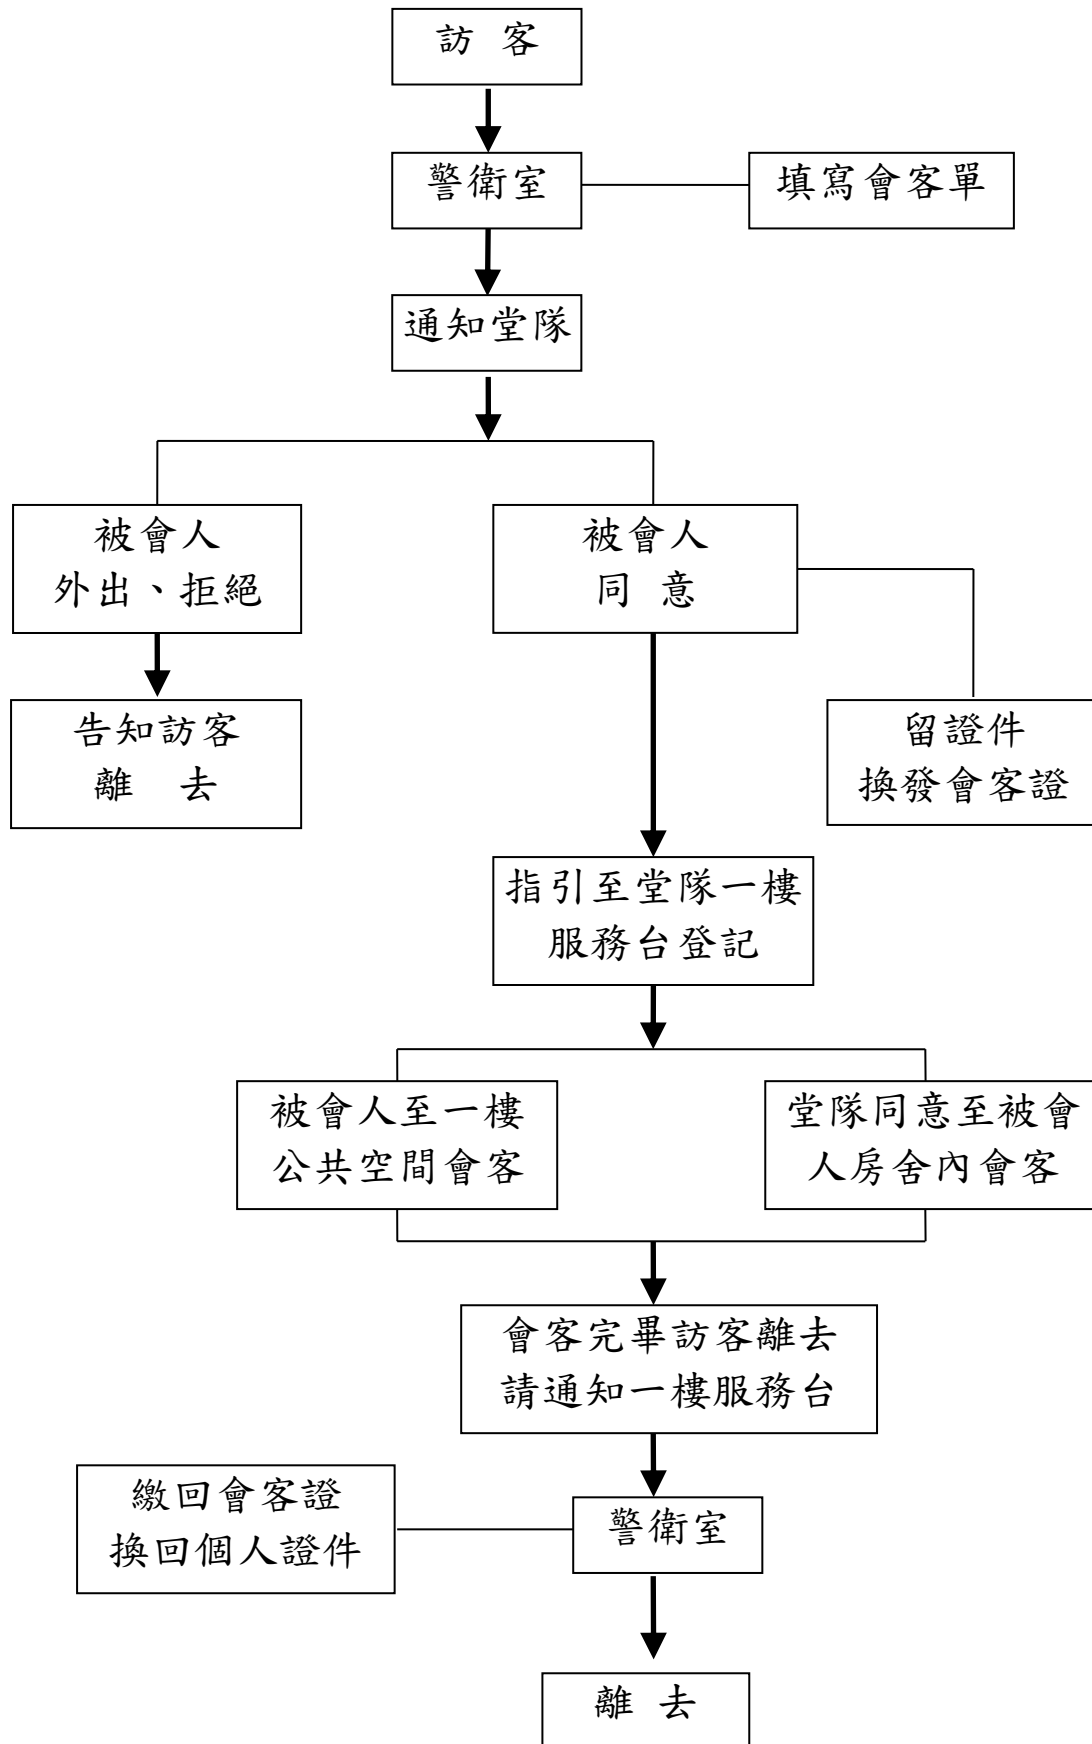 訪 客
警衛室
填寫會客單
通知堂隊
被會人
外出、拒絕
被會人
同 意
告知訪客
離 去
留證件
換發會客證
指引至堂隊一樓
服務台登記
被會人至一樓
公共空間會客
堂隊同意至被會
人房舍內會客
會客完畢訪客離去
請通知一樓服務台
繳回會客證
換回個人證件
警衛室
離 去